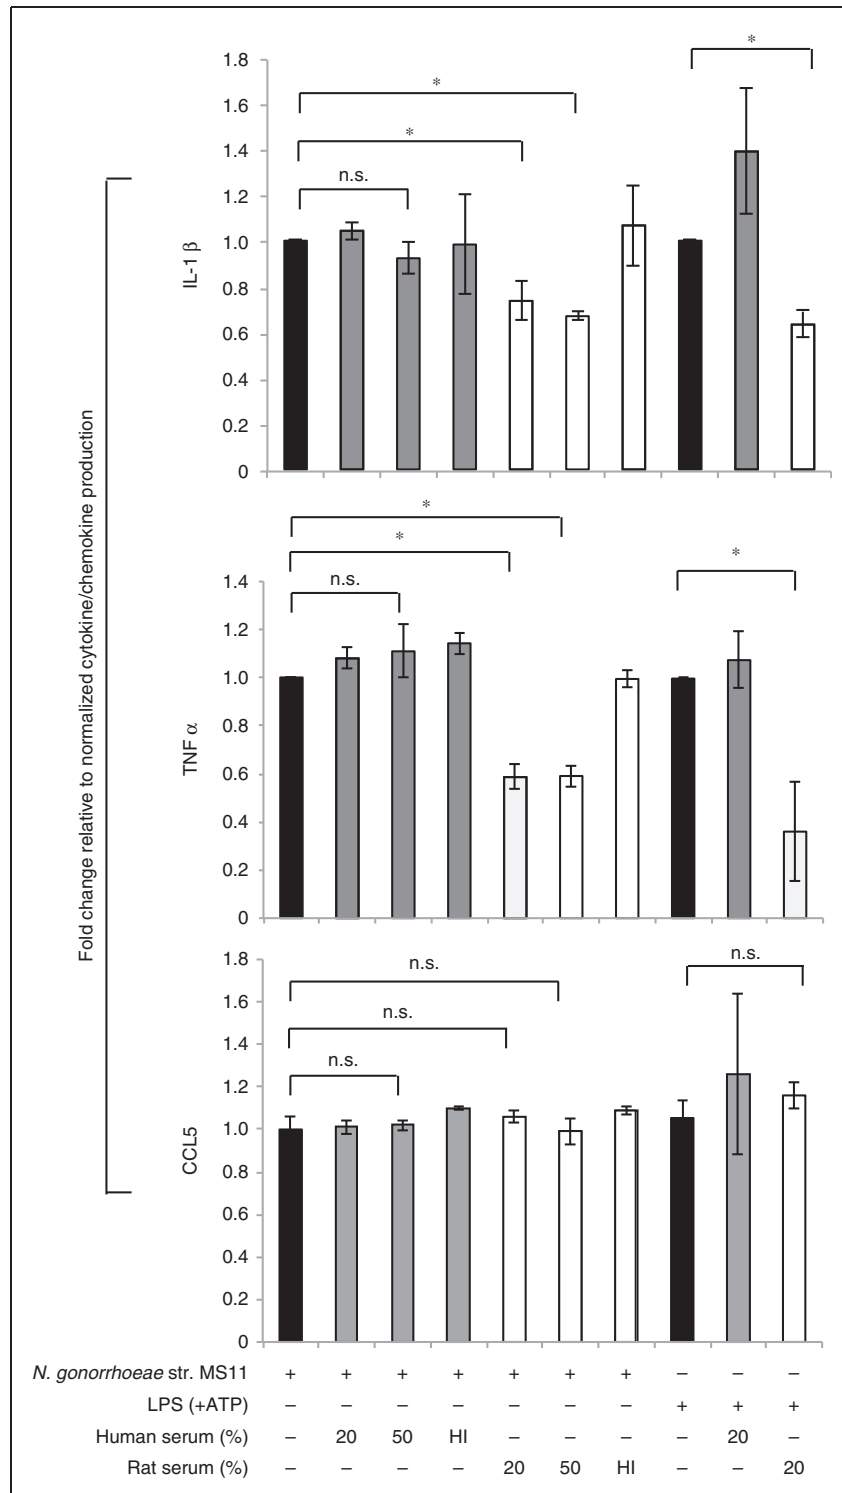 Fold change relative to normalized cytokine/chemokine production
IL-1 β
1.8
1.6
1.4
1.2
1.0
0.8
0.6
0.4
0.2
0
n.s.
*
*
*
TNF α
1.4
1.2
1.0
0.8
0.6
0.4
0.2
0
n.s.
*
*
*
CCL5
1.8
1.6
1.4
1.2
1.0
0.8
0.6
0.4
0.2
0
n.s.
n.s.
n.s.
n.s.
N. gonorrhoeae str. MS11 + + + + + + + – – –
LPS (+ATP) – – – – – – – + + +
Human serum (%) – 20 50 HI – – – – 20 –
Rat serum (%) – – – – 20 50 HI – – 20